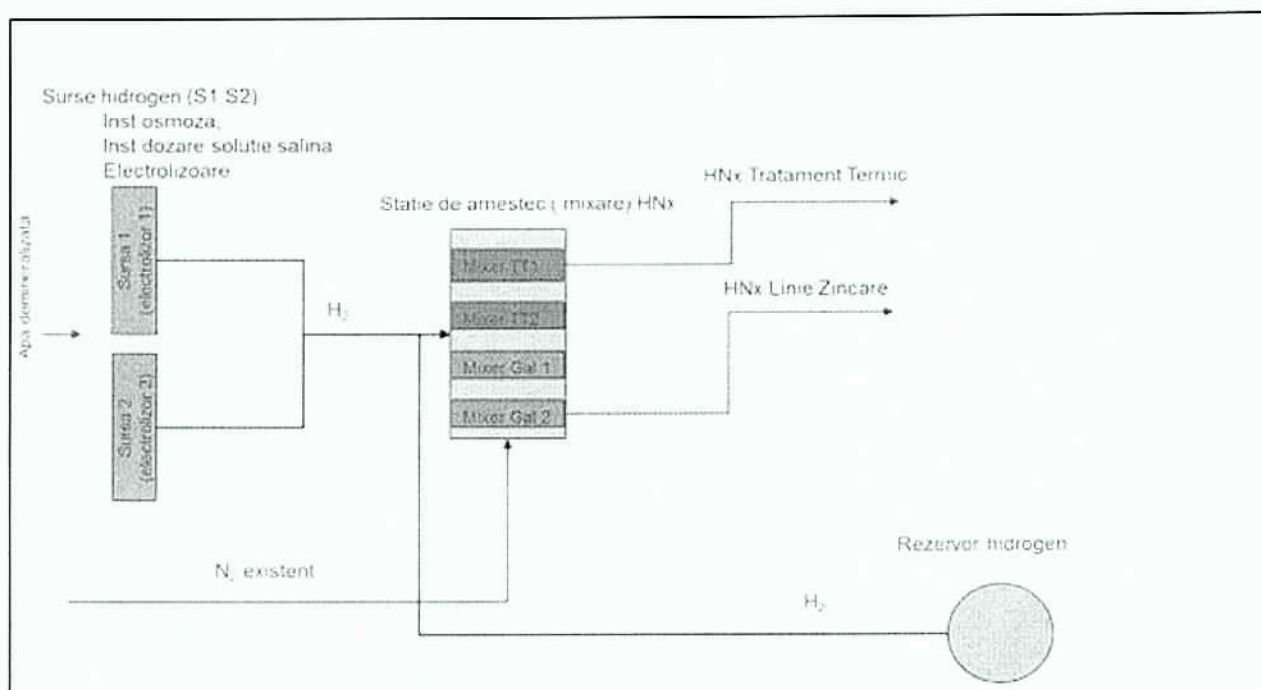 Surse hidrogen (S1 S2)
Inst osmoza,
Inst dozare solutie salina
Electrolizoare
Apa demineralizata
Sursa 1
(electrolizor 1)
Sursa 2
(electrolizor 2)
H₂
Statie de amestec ( mixare) HNx
Mixer TT1
Mixer TT2
Mixer Gal 1
Mixer Gal 2
HNx Tratament Termic
HNx Linie Zincare
N₂ existent
Rezervor hidrogen
H₂